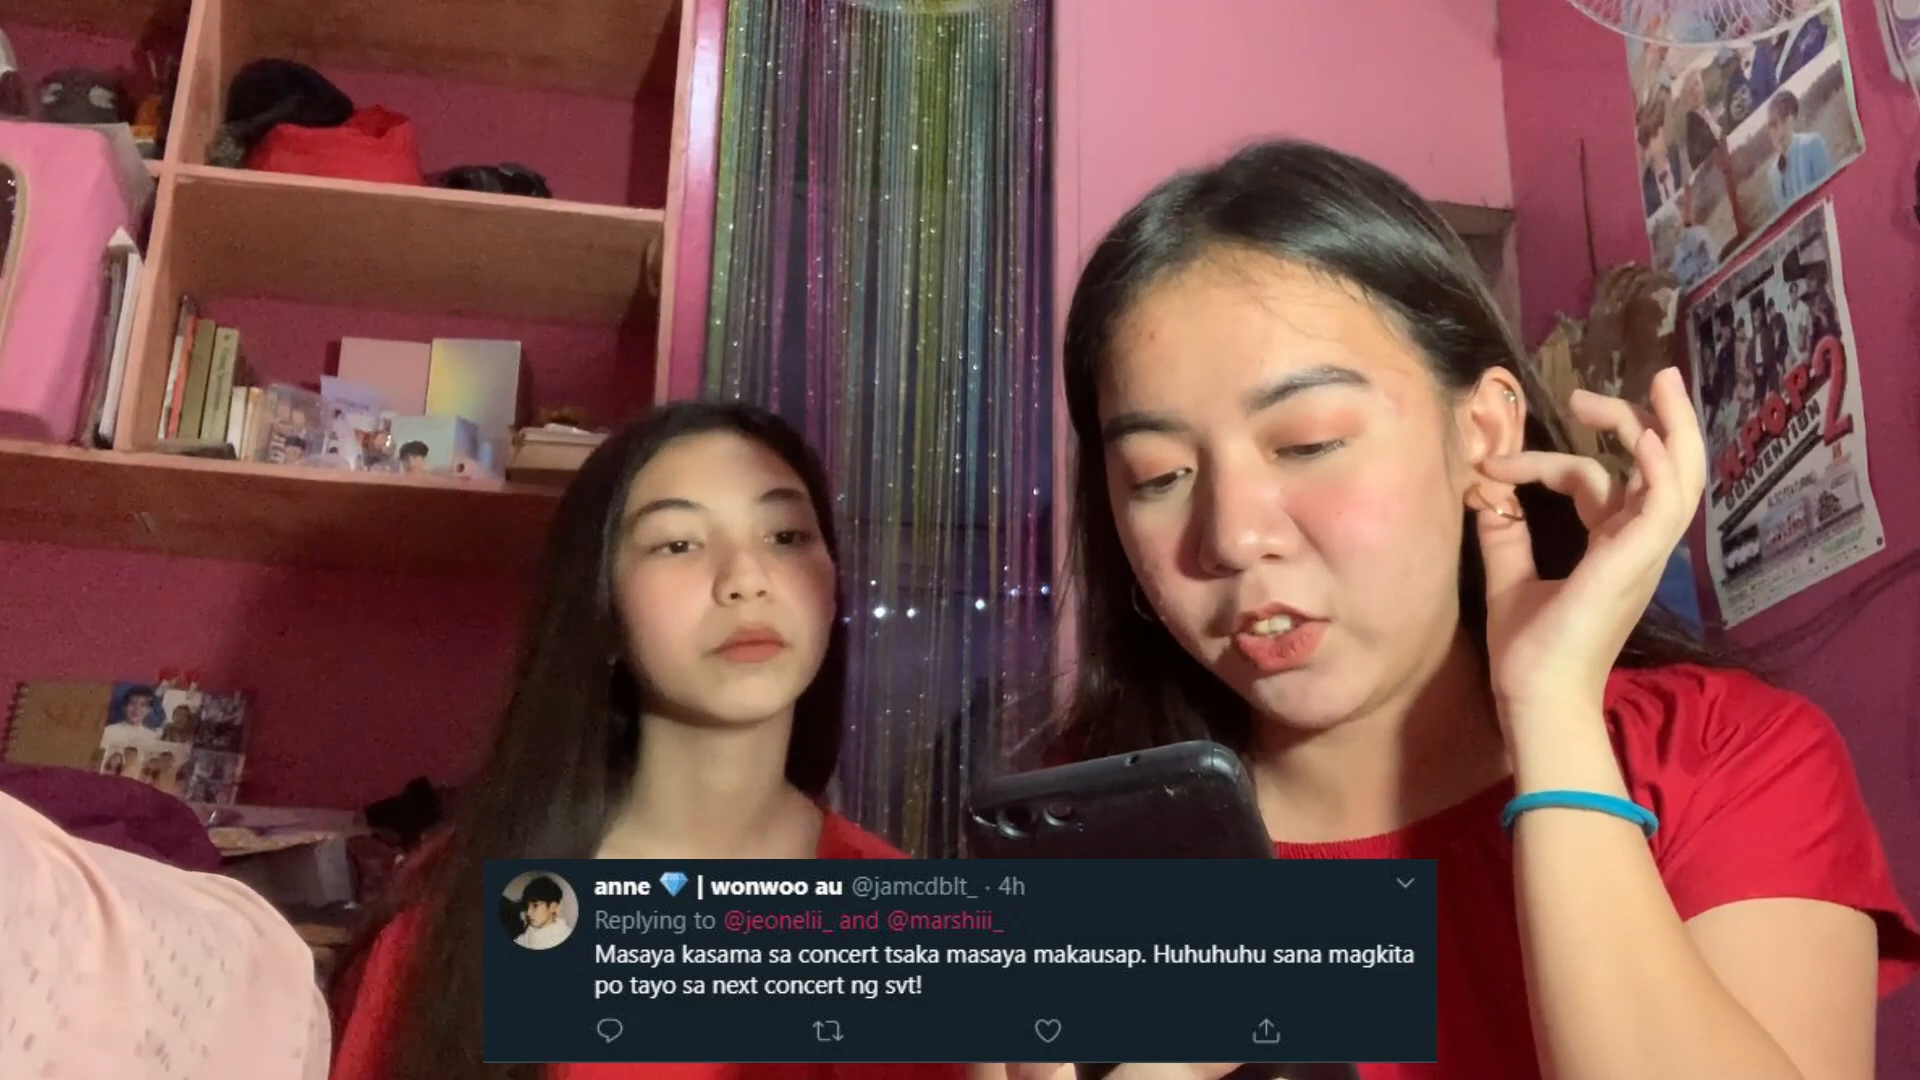 K.P.O.P.
CONVENTION 2
anne 💎 | wonwoo au @jamcdblt_ · 4h
Replying to @jeonelii_ and @marshiii_
Masaya kasama sa concert tsaka masaya makausap. Huhuhuhu sana magkita
po tayo sa next concert ng svt!